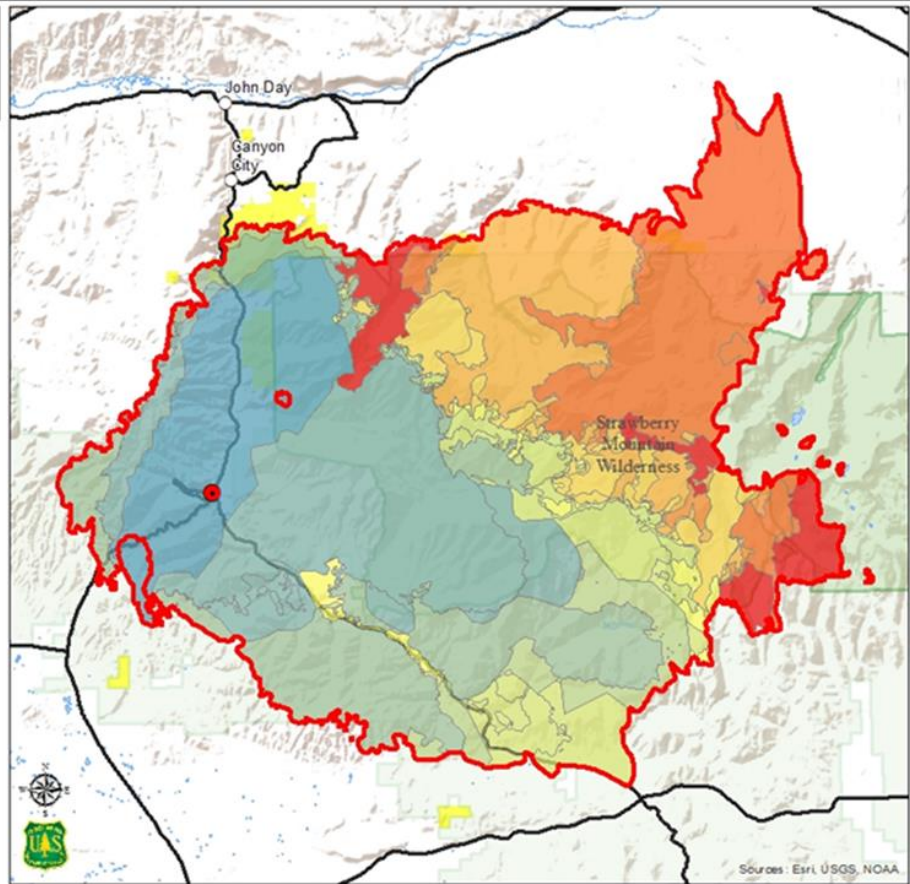 John Day
Canyon
City
Strawberry
Mountain
Wilderness
N
W
E
S
U S
Sources: Esri, USGS, NOAA